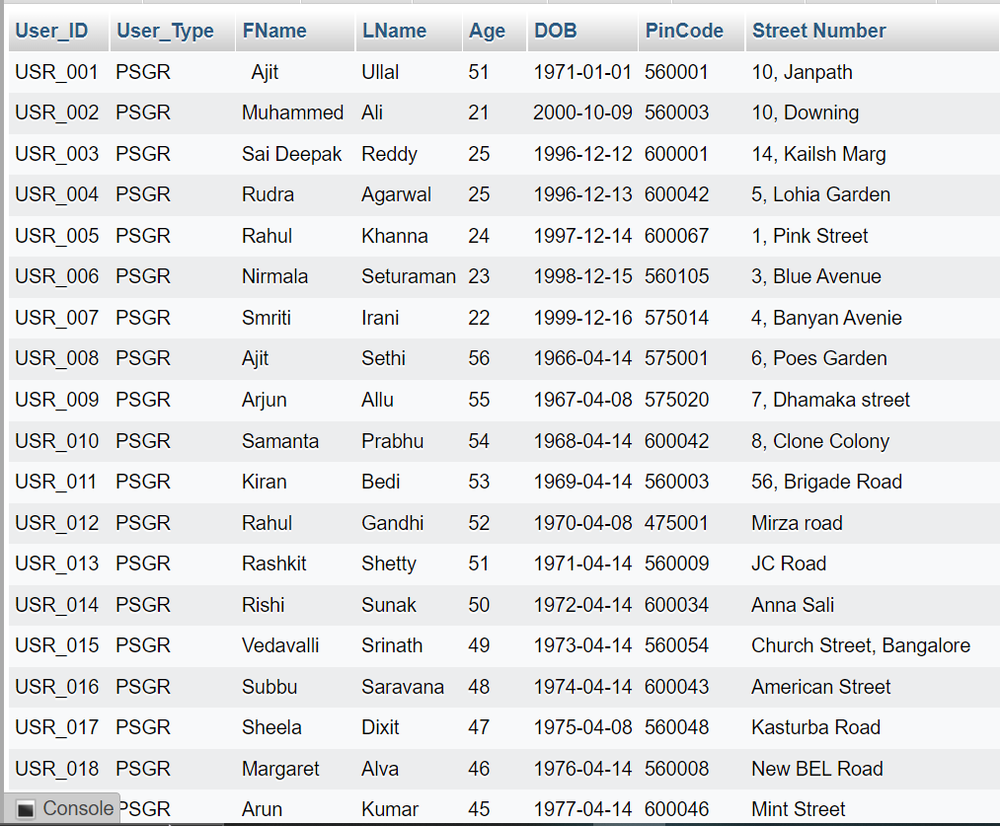 User_ID User_Type FName LName Age DOB PinCode Street Number
USR_001 PSGR Ajit Ullal 51 1971-01-01 560001 10, Janpath
USR_002 PSGR Muhammed Ali 21 2000-10-09 560003 10, Downing
USR_003 PSGR Sai Deepak Reddy 25 1996-12-12 600001 14, Kailsh Marg
USR_004 PSGR Rudra Agarwal 25 1996-12-13 600042 5, Lohia Garden
USR_005 PSGR Rahul Khanna 24 1997-12-14 600067 1, Pink Street
USR_006 PSGR Nirmala Seturaman 23 1998-12-15 560105 3, Blue Avenue
USR_007 PSGR Smriti Irani 22 1999-12-16 575014 4, Banyan Avenie
USR_008 PSGR Ajit Sethi 56 1966-04-14 575001 6, Poes Garden
USR_009 PSGR Arjun Allu 55 1967-04-08 575020 7, Dhamaka street
USR_010 PSGR Samanta Prabhu 54 1968-04-14 600042 8, Clone Colony
USR_011 PSGR Kiran Bedi 53 1969-04-14 560003 56, Brigade Road
USR_012 PSGR Rahul Gandhi 52 1970-04-08 475001 Mirza road
USR_013 PSGR Rashkit Shetty 51 1971-04-14 560009 JC Road
USR_014 PSGR Rishi Sunak 50 1972-04-14 600034 Anna Sali
USR_015 PSGR Vedavalli Srinath 49 1973-04-14 560054 Church Street, Bangalore
USR_016 PSGR Subbu Saravana 48 1974-04-14 600043 American Street
USR_017 PSGR Sheela Dixit 47 1975-04-08 560048 Kasturba Road
USR_018 PSGR Margaret Alva 46 1976-04-14 560008 New BEL Road
Console PSGR Arun Kumar 45 1977-04-14 600046 Mint Street